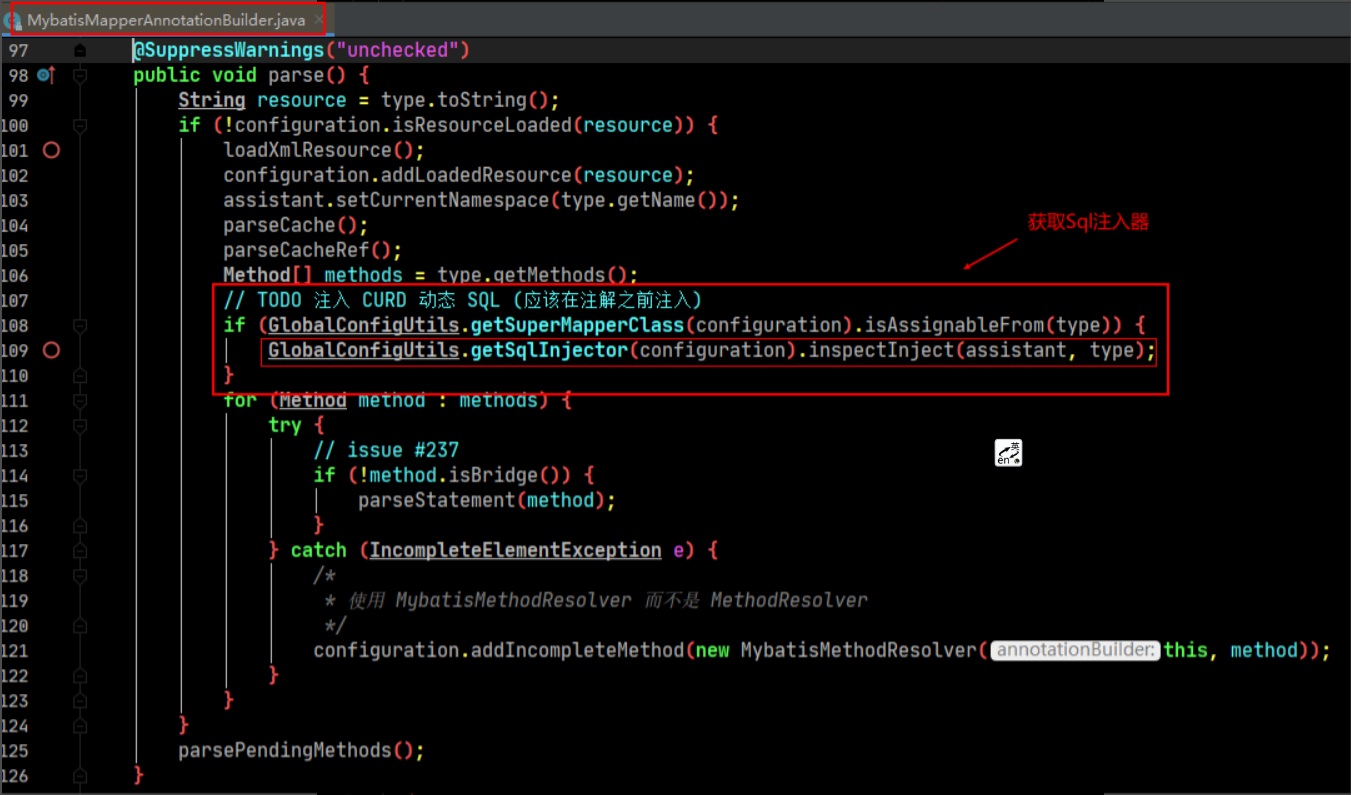 MybatisMapperAnnotationBuilder.java
97 @SuppressWarnings("unchecked")
98 public void parse() {
99 String resource = type.toString();
100 if (!configuration.isResourceLoaded(resource)) {
101 loadXmlResource();
102 configuration.addLoadedResource(resource);
103 assistant.setCurrentNamespace(type.getName());
104 parseCache();
获取Sql注入器
105 parseCacheRef();
106 Method[] methods = type.getMethods();
107 // TODO 注入 CURD 动态 SQL (应该在注解之前注入)
108 if (GlobalConfigUtils.getSuperMapperClass(configuration).isAssignableFrom(type)) {
109 GlobalConfigUtils.getSqlInjector(configuration).inspectInject(assistant, type);
110 }
111 for (Method method : methods) {
112 try {
113 // issue #237
114 if (!method.isBridge()) {
英
en
115 parseStatement(method);
116 }
117 } catch (IncompleteElementException e) {
118 /*
119 * 使用 MybatisMethodResolver 而不是 MethodResolver
120 */
121 configuration.addIncompleteMethod(new MybatisMethodResolver( annotationBuilder: this, method));
122 }
123 }
124 }
125 parsePendingMethods();
126 }